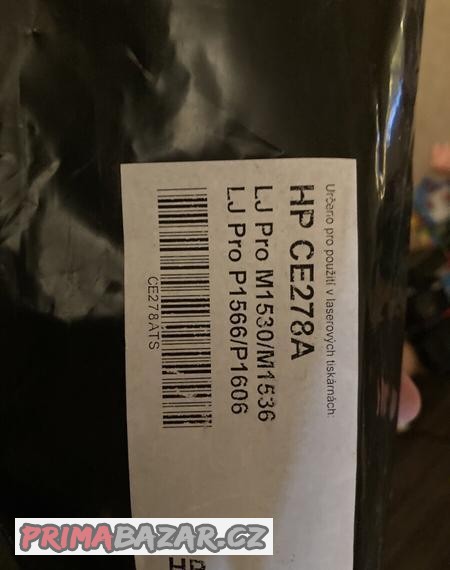 Určeno pro použití v laserových tiskárnách:
HP CE278A
LJ Pro M1530/M1536
LJ Pro P1566/P1606
CE278ATS
PRIMABAZAR.CZ